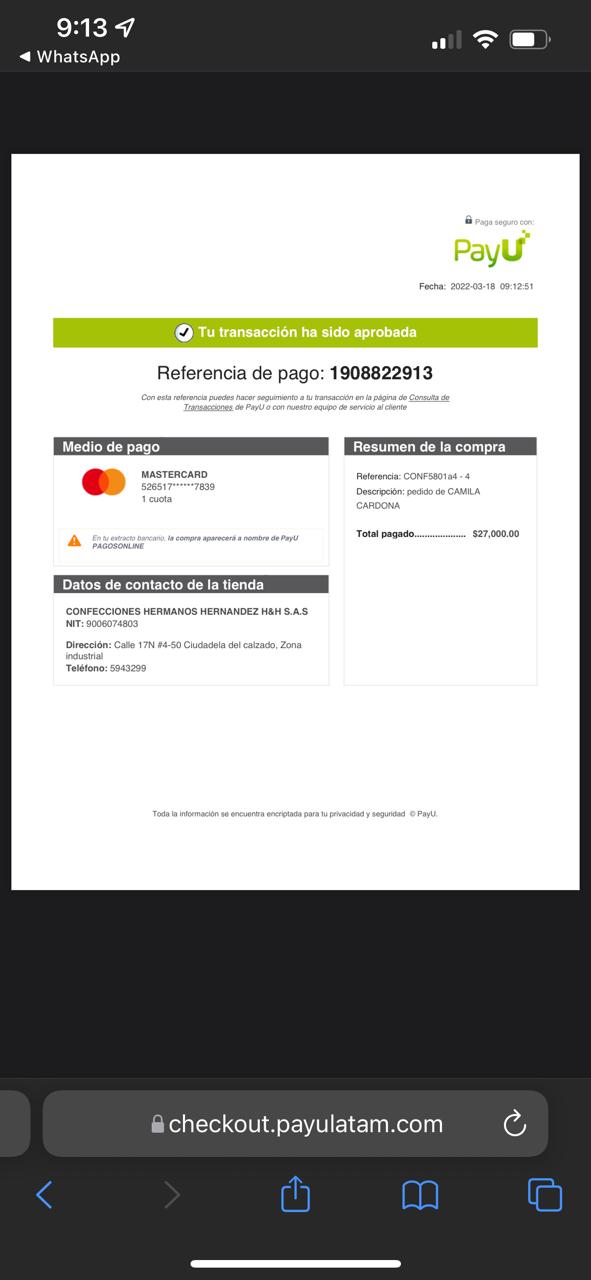 9:13
◀ WhatsApp
Paga seguro con:
PayU
Fecha: 2022-03-18 09:12:51
Tu transacción ha sido aprobada
Referencia de pago: 1908822913
Con esta referencia puedes hacer seguimiento a tu transacción en la página de Consulta de
Transacciones de PayU o con nuestro equipo de servicio al cliente
Medio de pago
MASTERCARD
526517******7839
1 cuota
En tu extracto bancario, la compra aparecerá a nombre de PayU
PAGOSONLINE
Resumen de la compra
Referencia: CONF5801a4 - 4
Descripción: pedido de CAMILA
CARDONA
Total pagado.................... $27,000.00
Datos de contacto de la tienda
CONFECCIONES HERMANOS HERNANDEZ H&H S.A.S
NIT: 9006074803
Dirección: Calle 17N #4-50 Ciudadela del calzado, Zona
industrial
Teléfono: 5943299
Toda la información se encuentra encriptada para tu privacidad y seguridad © PayU.
checkout.payulatam.com